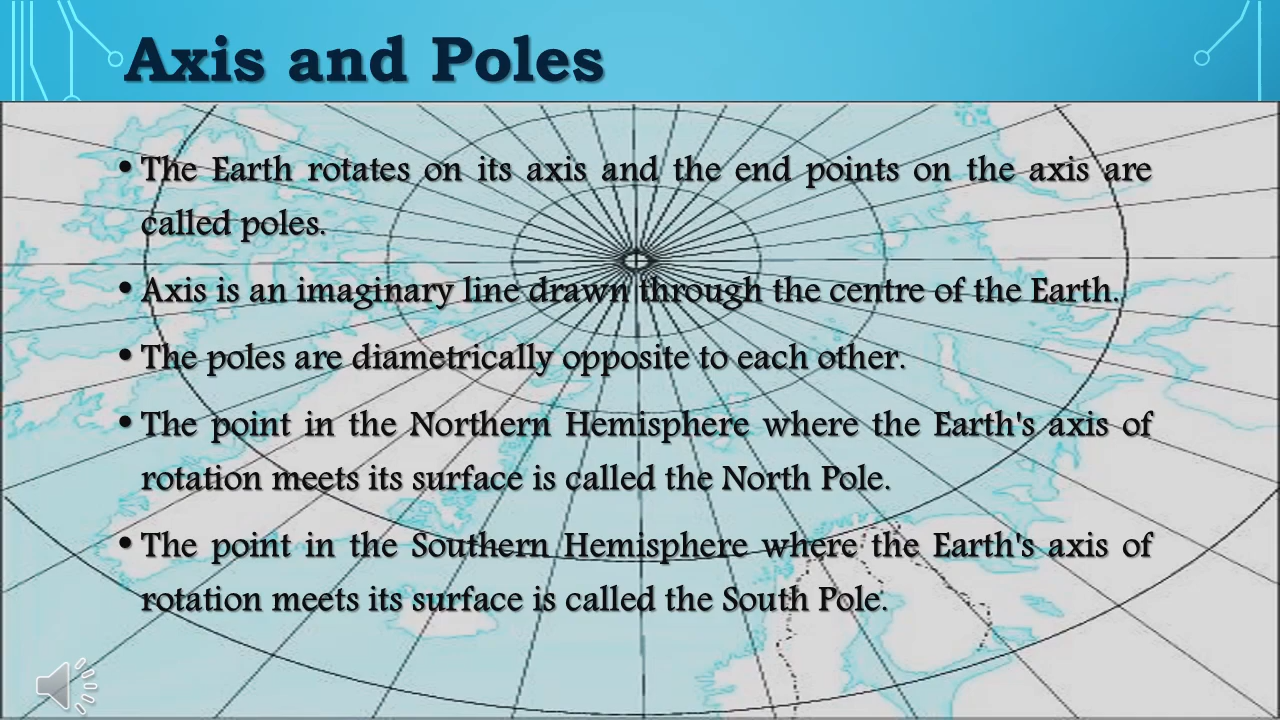 Axis and Poles
• The Earth rotates on its axis and the end points on the axis are
called poles.
• Axis is an imaginary line drawn through the centre of the Earth.
• The poles are diametrically opposite to each other.
• The point in the Northern Hemisphere where the Earth's axis of
rotation meets its surface is called the North Pole.
• The point in the Southern Hemisphere where the Earth's axis of
rotation meets its surface is called the South Pole.